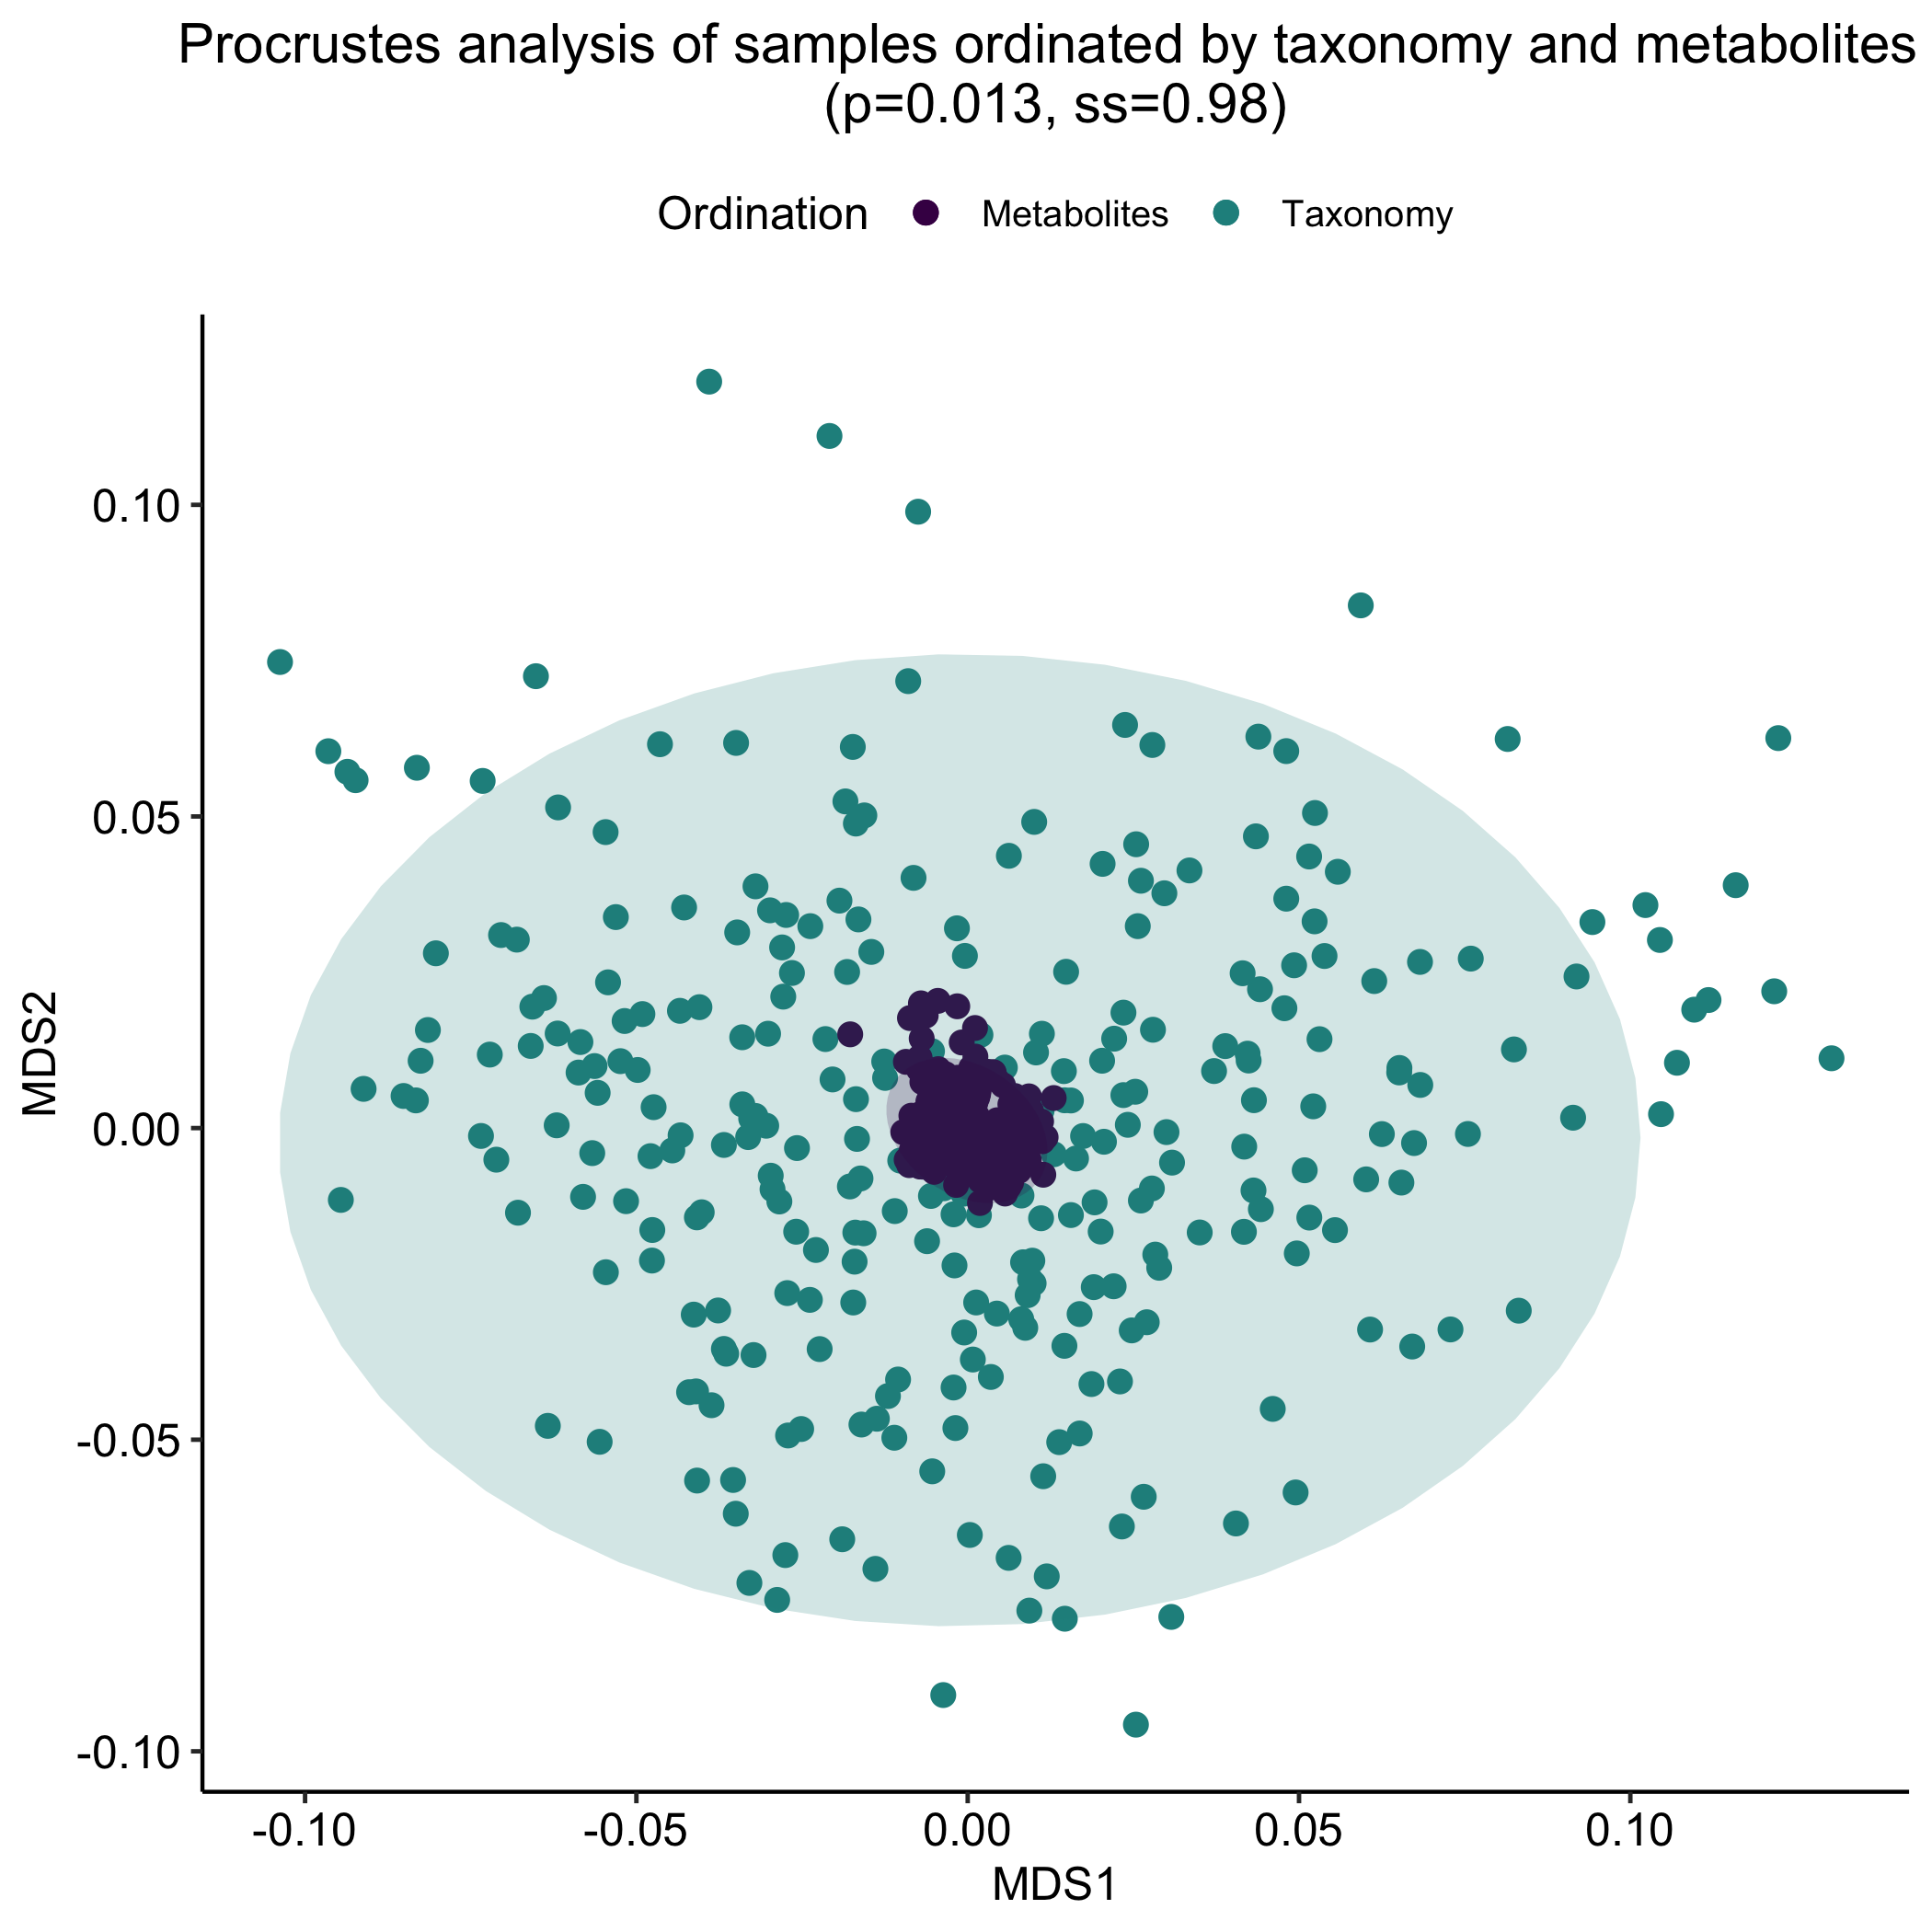 Procrustes analysis of samples ordinated by taxonomy and metabolites
(p=0.013, ss=0.98)
Ordination Metabolites Taxonomy
0.10
0.05
0.00
-0.05
-0.10
MDS2
-0.10 -0.05 0.00 0.05 0.10
MDS1